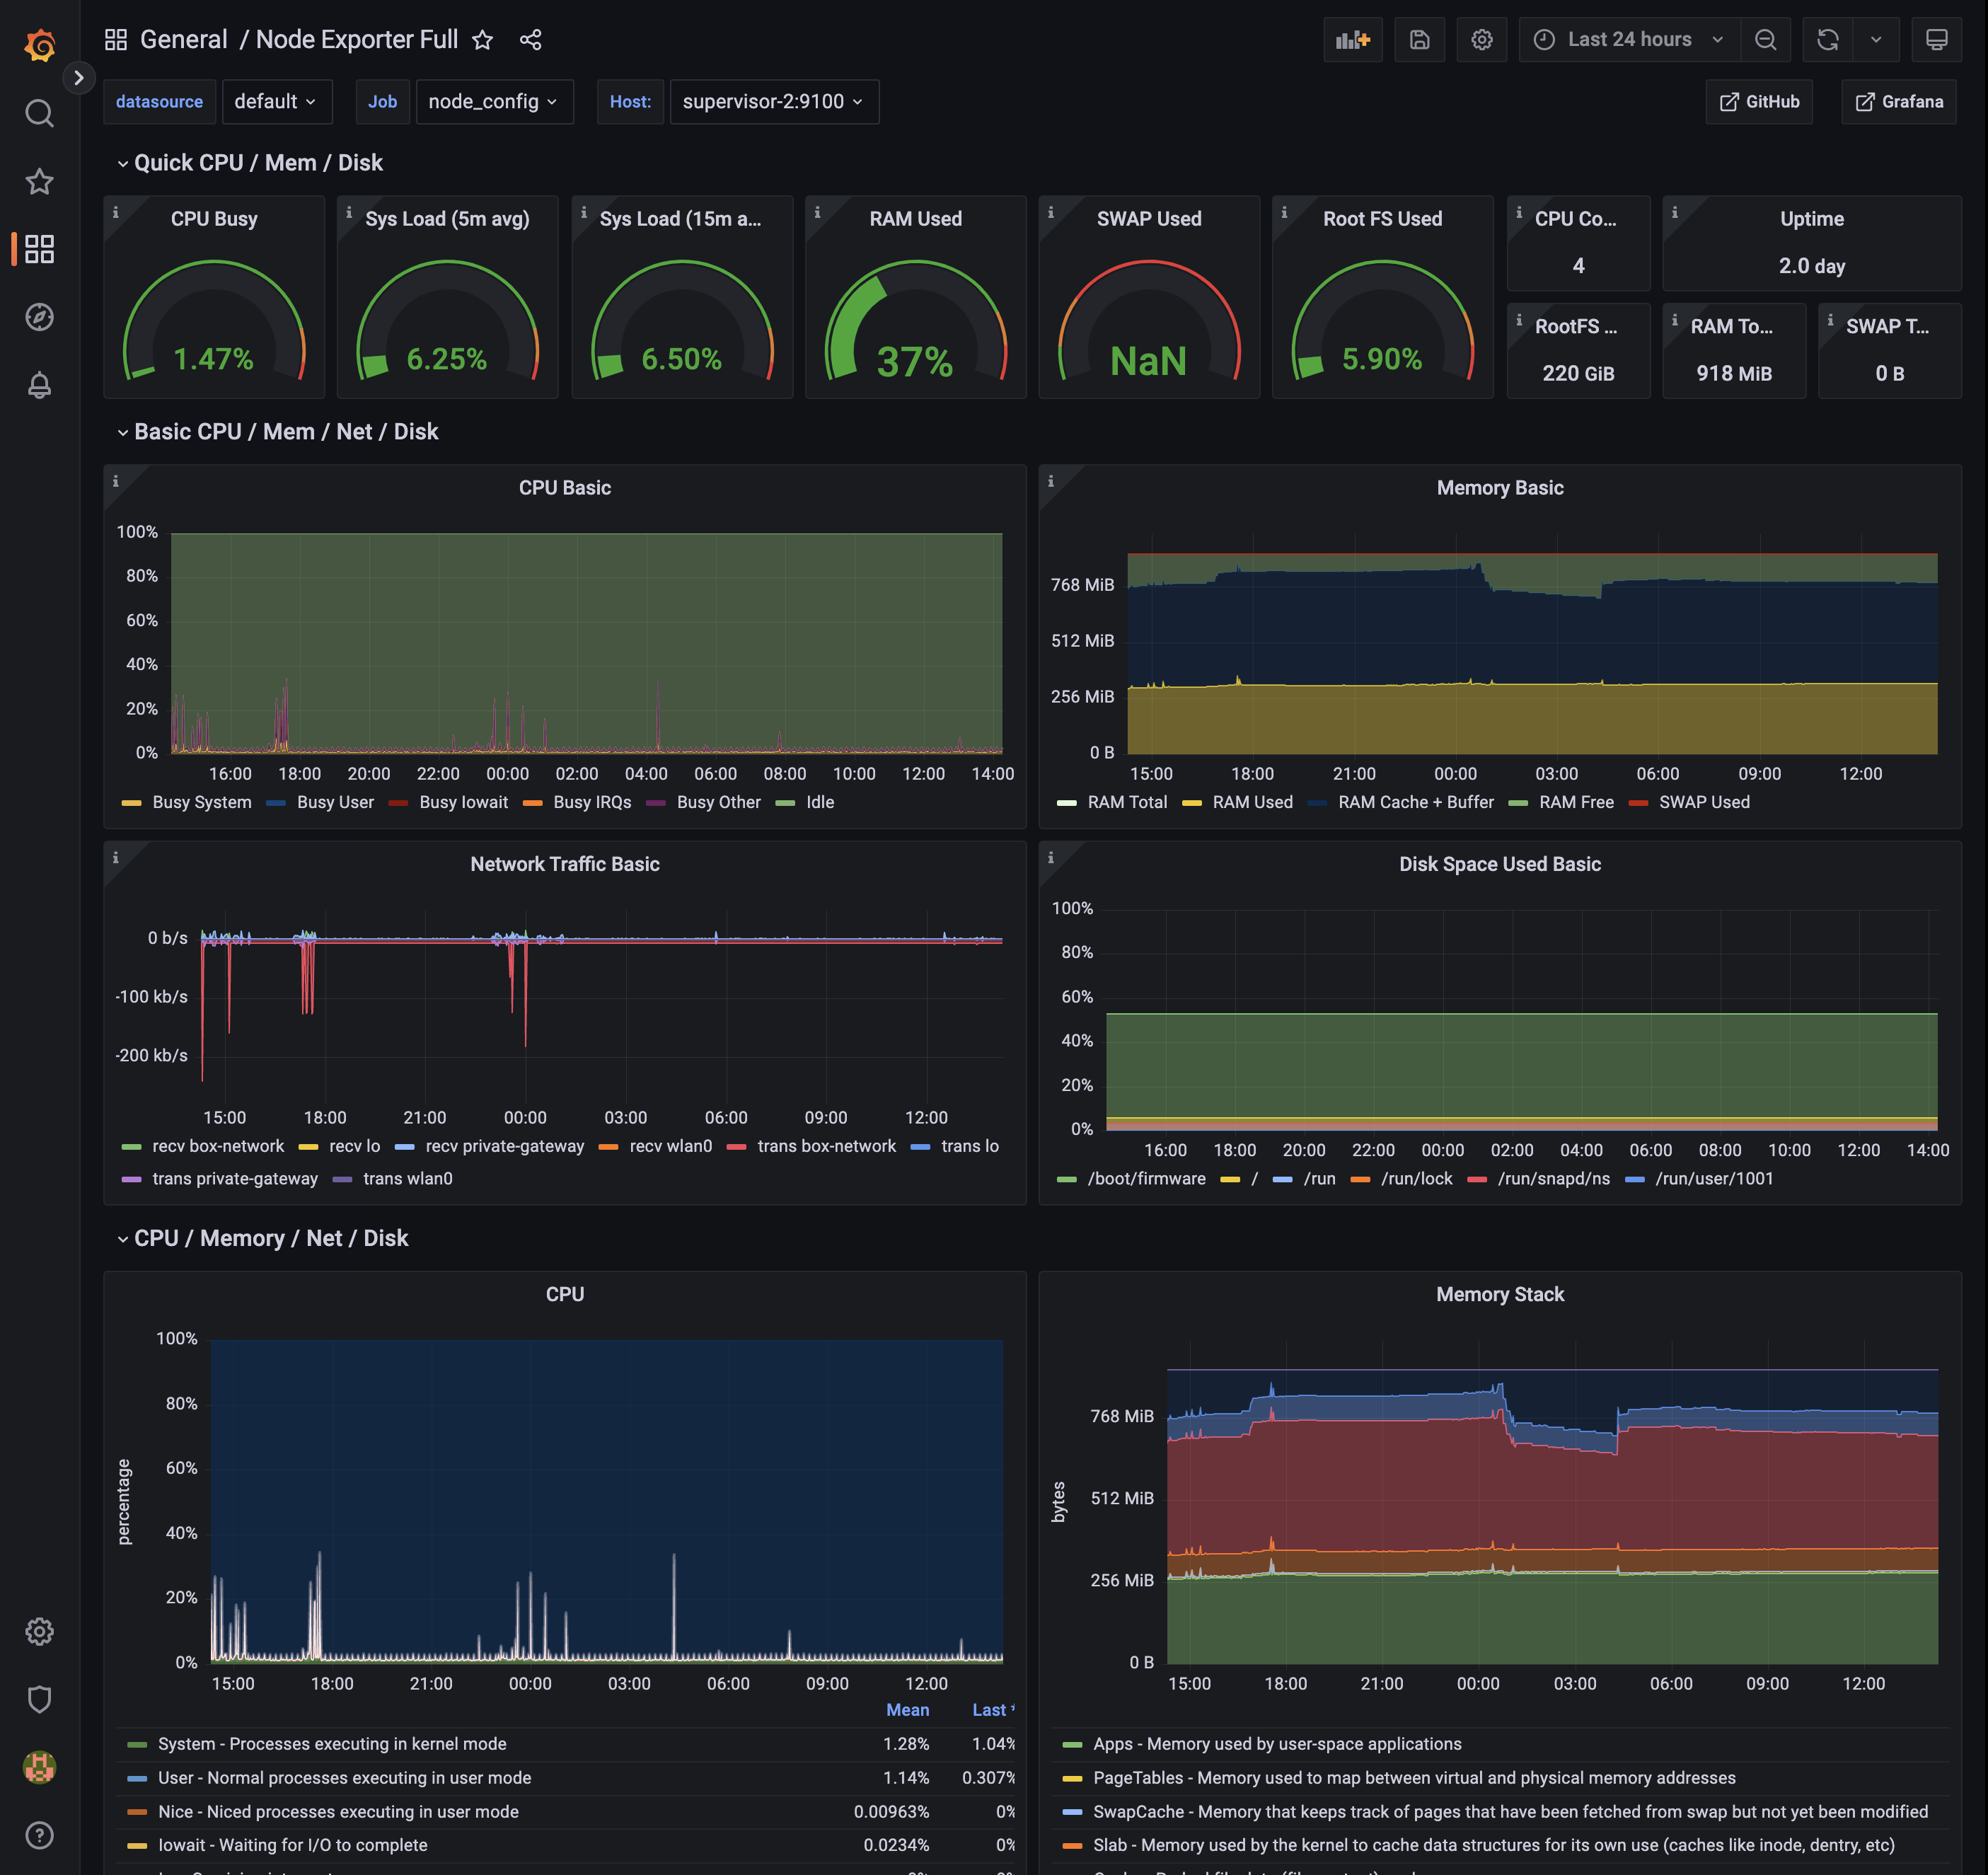 General / Node Exporter Full
Last 24 hours
datasource default Job node_config Host: supervisor-2:9100 GitHub Grafana
Quick CPU / Mem / Disk
CPU Busy
1.47%
Sys Load (5m avg)
6.25%
Sys Load (15m a...
6.50%
RAM Used
37%
SWAP Used
NaN
Root FS Used
5.90%
CPU Co...
4
Uptime
2.0 day
RootFS ...
220 GiB
RAM To...
918 MiB
SWAP T...
0 B
Basic CPU / Mem / Net / Disk
CPU Basic
100%
80%
60%
40%
20%
0%
16:00 18:00 20:00 22:00 00:00 02:00 04:00 06:00 08:00 10:00 12:00 14:00
Busy System Busy User Busy Iowait Busy IRQs Busy Other Idle
Memory Basic
768 MiB
512 MiB
256 MiB
0 B
15:00 18:00 21:00 00:00 03:00 06:00 09:00 12:00
RAM Total RAM Used RAM Cache + Buffer RAM Free SWAP Used
Network Traffic Basic
0 b/s
-100 kb/s
-200 kb/s
15:00 18:00 21:00 00:00 03:00 06:00 09:00 12:00
recv box-network recv lo recv private-gateway recv wlan0 trans box-network trans lo
trans private-gateway trans wlan0
Disk Space Used Basic
100%
80%
60%
40%
20%
0%
16:00 18:00 20:00 22:00 00:00 02:00 04:00 06:00 08:00 10:00 12:00 14:00
/boot/firmware / /run /run/lock /run/snapd/ns /run/user/1001
CPU / Memory / Net / Disk
CPU
percentage
100%
80%
60%
40%
20%
0%
15:00 18:00 21:00 00:00 03:00 06:00 09:00 12:00
Mean Last *
System - Processes executing in kernel mode 1.28% 1.04%
User - Normal processes executing in user mode 1.14% 0.307%
Nice - Niced processes executing in user mode 0.00963% 0%
Iowait - Waiting for I/O to complete 0.0234% 0%
Memory Stack
bytes
768 MiB
512 MiB
256 MiB
0 B
15:00 18:00 21:00 00:00 03:00 06:00 09:00 12:00
Apps - Memory used by user-space applications
PageTables - Memory used to map between virtual and physical memory addresses
SwapCache - Memory that keeps track of pages that have been fetched from swap but not yet been modified
Slab - Memory used by the kernel to cache data structures for its own use (caches like inode, dentry, etc)